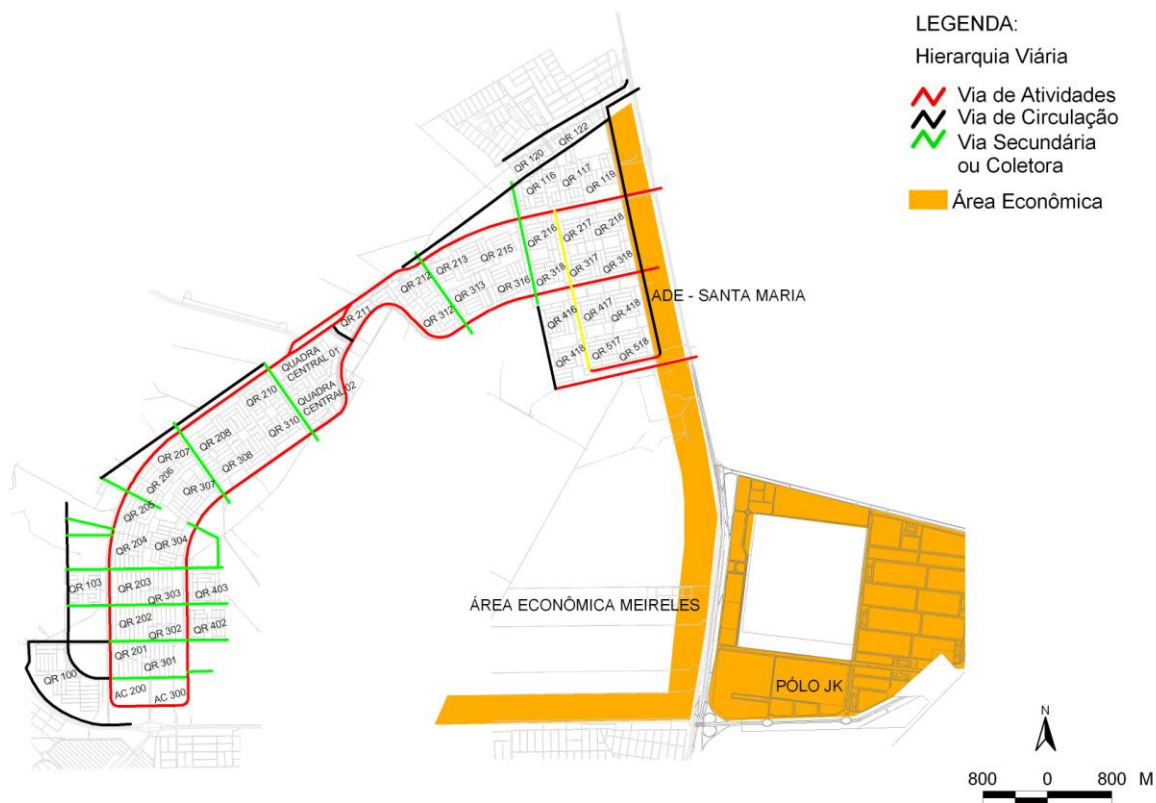 LEGENDA:
Hierarquia Viária
Via de Atividades
Via de Circulação
Via Secundária
ou Coletora
Área Econômica
QR 122
QR 120
QR 117
QR 116
QR 119
QR 218
QR 217
QR 216
QR 215
QR 213
QR 212
QR 318
QR 317
QR 318
QR 316
QR 313
QR 312
QR 211
ADE - SANTA MARIA
QR 418
QR 417
QR 416
QR 518
QR 517
QR 418
QUADRA
CENTRAL 01
QUADRA
CENTRAL 02
QR 210
QR 310
QR 208
QR 308
QR 207
QR 206
QR 307
QR 205
QR 204
QR 304
QR 103
QR 203
QR 303
QR 403
QR 202
QR 302
QR 402
QR 201
QR 301
QR 100
AC 200
AC 300
ÁREA ECONÔMICA MEIRELES
PÓLO JK
N
800 0 800 M